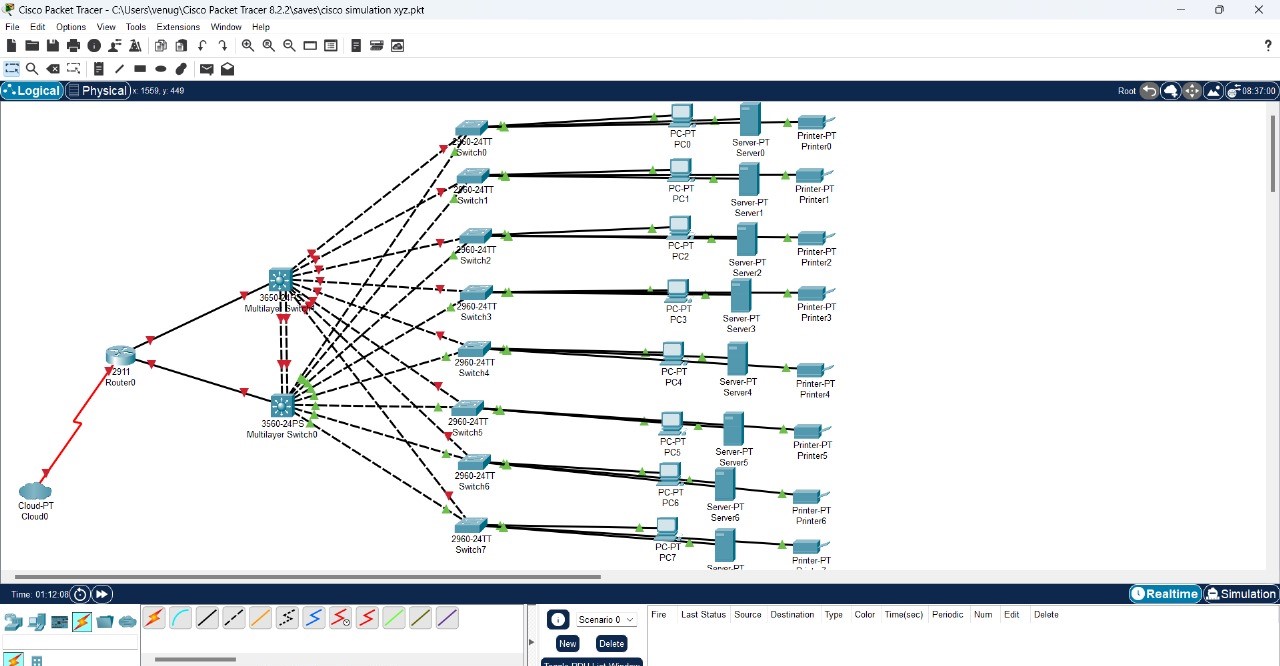 Cisco Packet Tracer - C:\Users\venug\Cisco Packet Tracer 8.2.2\saves\cisco simulation xyz.pkt
File Edit Options View Tools Extensions Window Help
?
Logical Physical x: 1559, y: 449 Root 08:37:00
2960-24TT
Switch0
PC-PT
PC0
Server-PT
Server0
Printer-PT
Printer0
2960-24TT
Switch1
PC-PT
PC1
Server-PT
Server1
Printer-PT
Printer1
2960-24TT
Switch2
PC-PT
PC2
Server-PT
Server2
Printer-PT
Printer2
3650-24PS
Multilayer Switch1
2960-24TT
Switch3
PC-PT
PC3
Server-PT
Server3
Printer-PT
Printer3
2911
Router0
2960-24TT
Switch4
PC-PT
PC4
Server-PT
Server4
Printer-PT
Printer4
3560-24PS
Multilayer Switch0
2960-24TT
Switch5
PC-PT
PC5
Server-PT
Server5
Printer-PT
Printer5
Cloud-PT
Cloud0
2960-24TT
Switch6
PC-PT
PC6
Server-PT
Server6
Printer-PT
Printer6
2960-24TT
Switch7
PC-PT
PC7
Server-PT
Printer-PT
Time: 01:12:08 Realtime Simulation
Scenario 0
New Delete
Toggle PDU List Window
Fire Last Status Source Destination Type Color Time(sec) Periodic Num Edit Delete